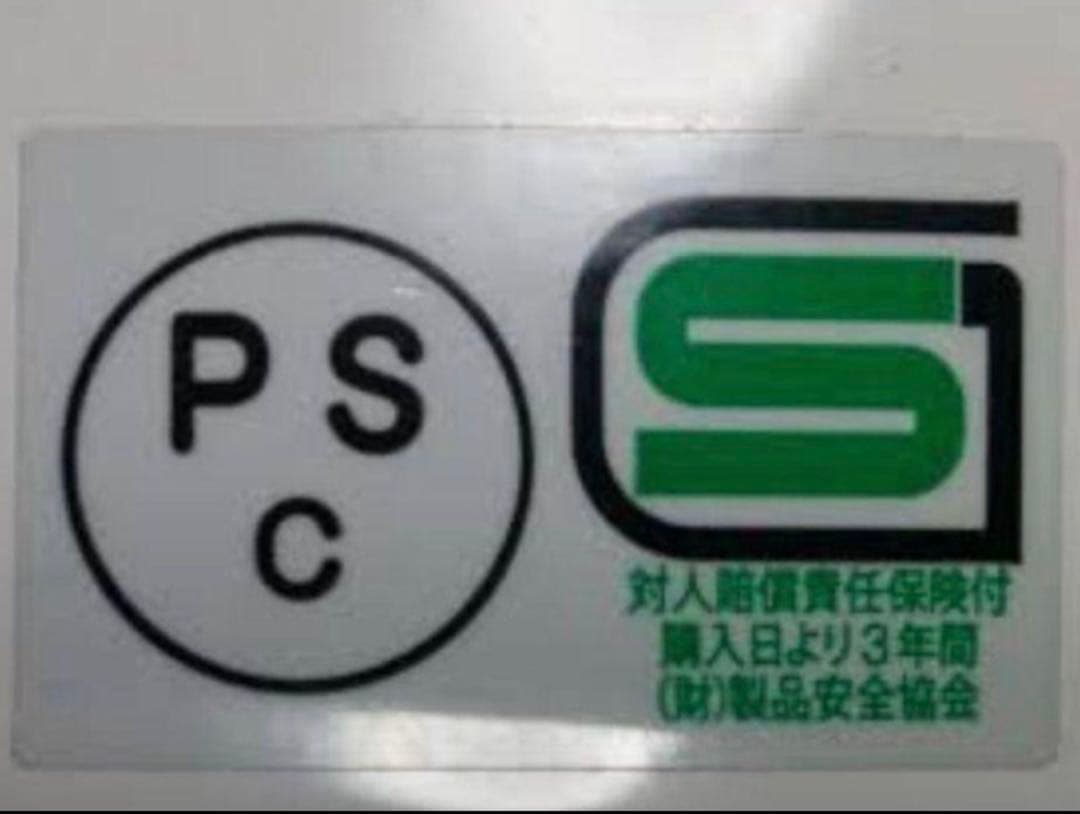 P S
C
SG
対人賠償責任保険付
購入日より3年間
(財)製品安全協会